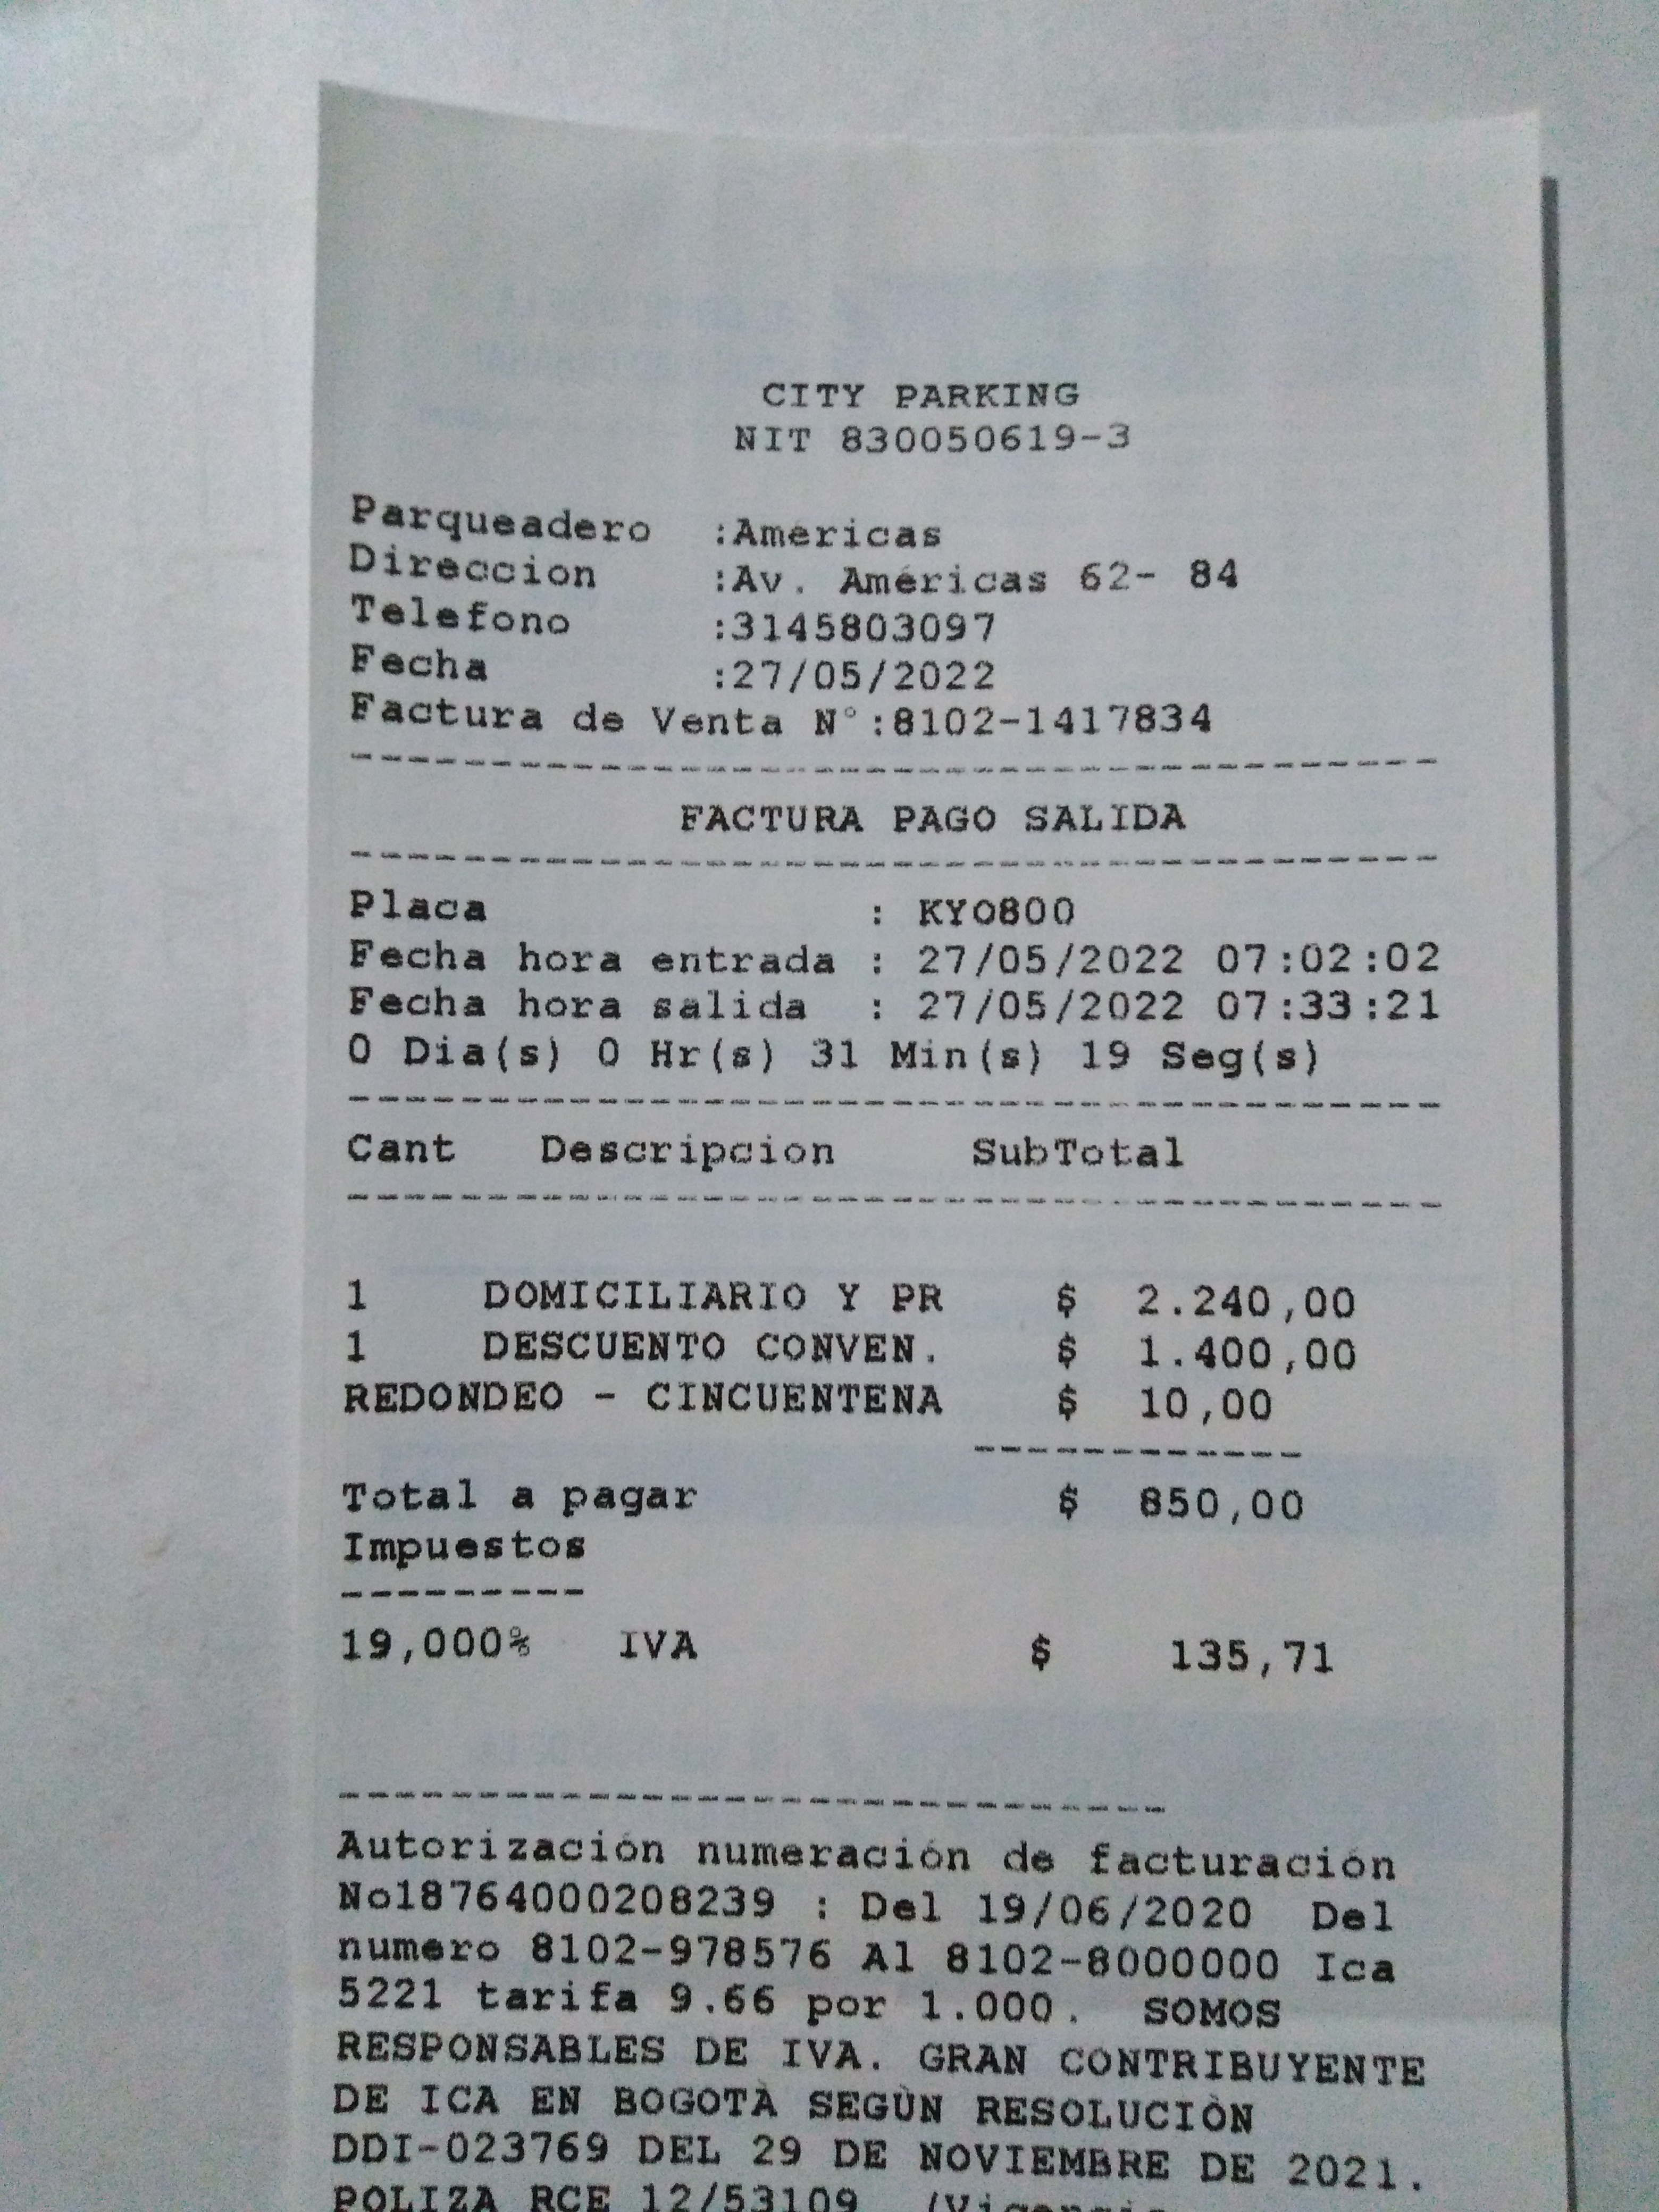 CITY PARKING
NIT 830050619-3
Parqueadero :Americas
Direccion :Av. Américas 62- 84
Telefono :3145803097
Fecha :27/05/2022
Factura de Venta N°:8102-1417834
FACTURA PAGO SALIDA
Placa : KYO800
Fecha hora entrada : 27/05/2022 07:02:02
Fecha hora salida : 27/05/2022 07:33:21
0 Dia(s) 0 Hr(s) 31 Min(s) 19 Seg(s)
Cant Descripcion SubTotal
1 DOMICILIARIO Y PR $ 2.240,00
1 DESCUENTO CONVEN. $ 1.400,00
REDONDEO - CINCUENTENA $ 10,00
Total a pagar $ 850,00
Impuestos
19,000% IVA $ 135,71
Autorización numeración de facturación
No18764000208239 : Del 19/06/2020 Del
numero 8102-978576 Al 8102-8000000 Ica
5221 tarifa 9.66 por 1.000. SOMOS
RESPONSABLES DE IVA. GRAN CONTRIBUYENTE
DE ICA EN BOGOTÀ SEGÙN RESOLUCIÒN
DDI-023769 DEL 29 DE NOVIEMBRE DE 2021.
POLIZA RCE 12/53109 /Vigencia